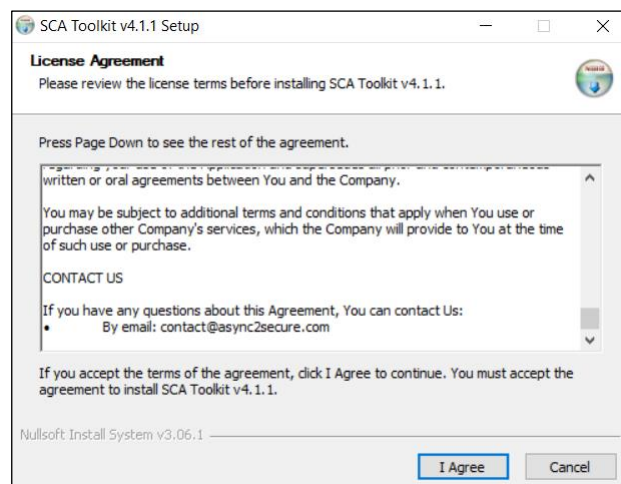 SCA Toolkit v4.1.1 Setup
License Agreement
Please review the license terms before installing SCA Toolkit v4.1.1.
Press Page Down to see the rest of the agreement.
written or oral agreements between You and the Company.
You may be subject to additional terms and conditions that apply when You use or
purchase other Company's services, which the Company will provide to You at the time
of such use or purchase.
CONTACT US
If you have any questions about this Agreement, You can contact Us:
• By email: contact@async2secure.com
If you accept the terms of the agreement, click I Agree to continue. You must accept the
agreement to install SCA Toolkit v4.1.1.
Nullsoft Install System v3.06.1
I Agree
Cancel